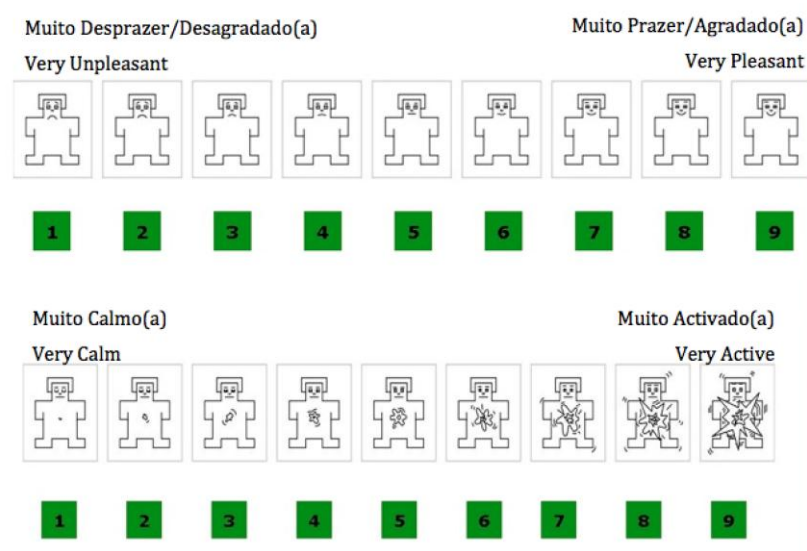 Muito Desprazer/Desagradado(a)
Muito Prazer/Agradado(a)
Very Unpleasant
Very Pleasant
1 2 3 4 5 6 7 8 9
Muito Calmo(a)
Muito Activado(a)
Very Calm
Very Active
1 2 3 4 5 6 7 8 9